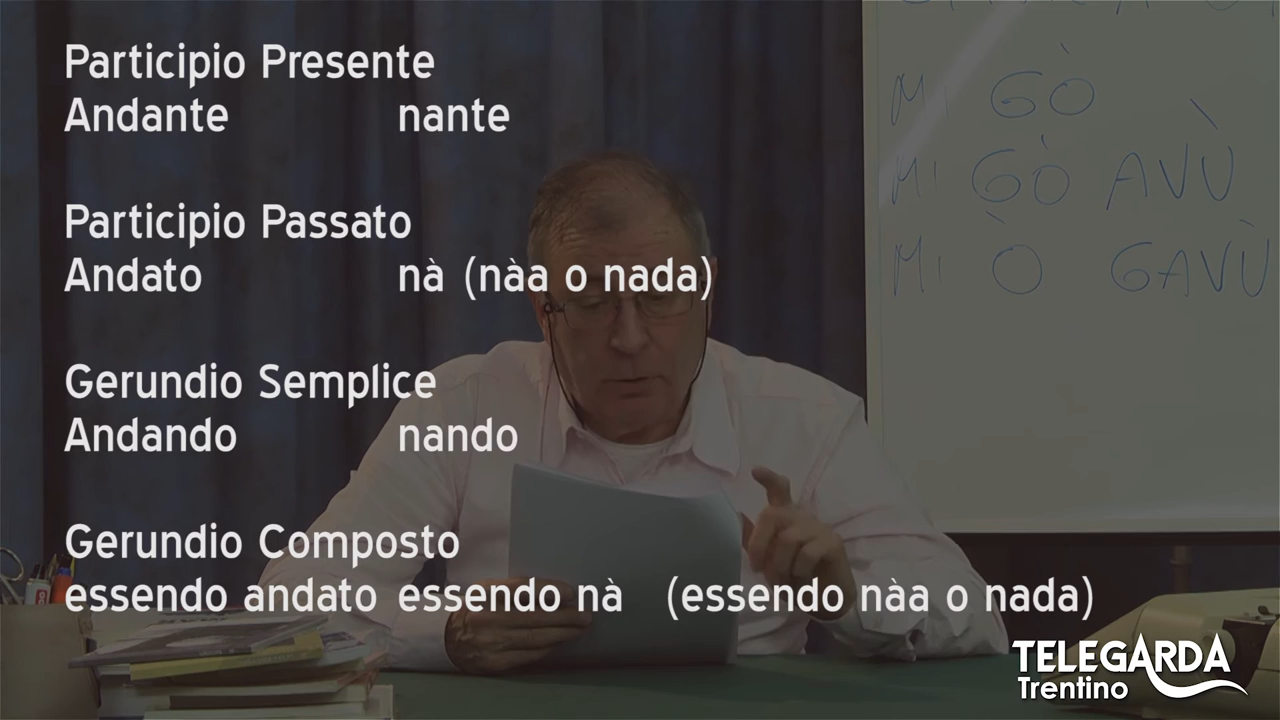 Participio Presente
Andante nante
Participio Passato
Andato nà (nàa o nada)
Gerundio Semplice
Andando nando
Gerundio Composto
essendo andato essendo nà (essendo nàa o nada)
MI GÒ
MI GÒ AVÙ
MI Ò GAVÙ
TELEGARDA
Trentino